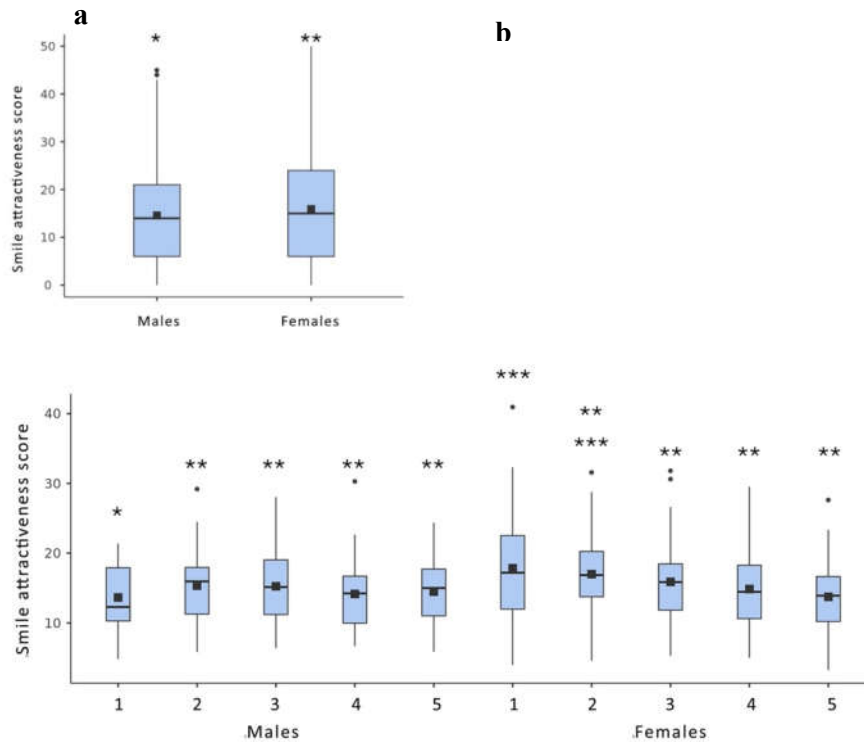 a
b
* **
50
40
30
20
10
0
Smile attractiveness score
Males Females
***
**
** ** ** ** *** ** ** **
*
40
30
20
10
Smile attractiveness score
1 2 3 4 5 1 2 3 4 5
.Males .Females